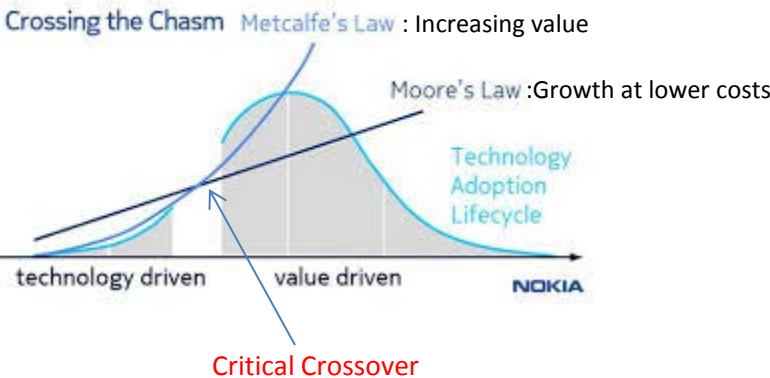 Crossing the Chasm Metcalfe's Law : Increasing value
Moore's Law :Growth at lower costs
Technology
Adoption
Lifecycle
technology driven value driven NOKIA
Critical Crossover